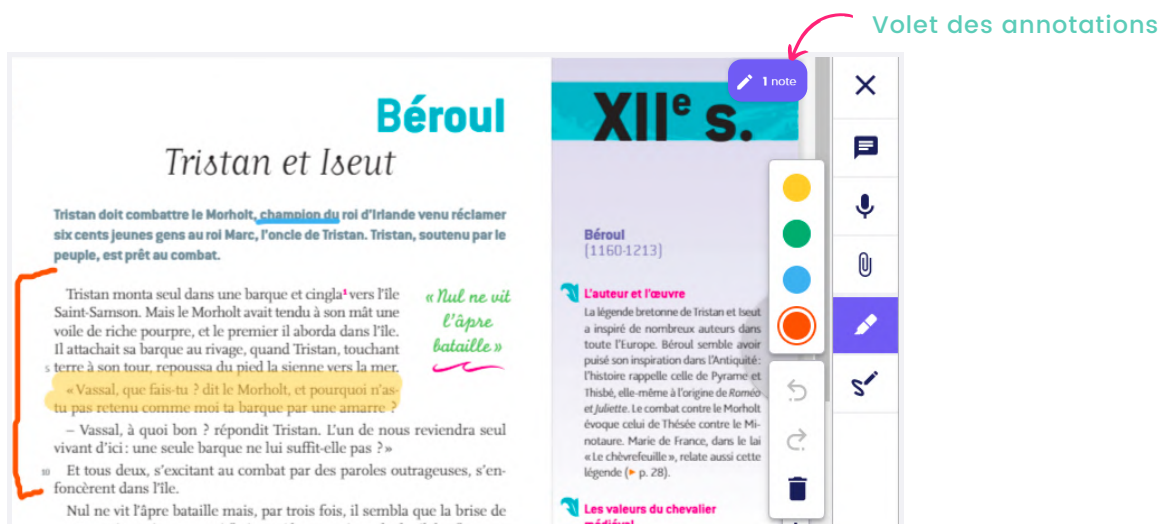 Volet des annotations
1 note
Béroul
Tristan et Iseut
Tristan doit combattre le Morholt, champion du roi d'Irlande venu réclamer
six cents jeunes gens au roi Marc, l'oncle de Tristan. Tristan, soutenu par le
peuple, est prêt au combat.
Tristan monta seul dans une barque et cingla¹ vers l'île
Saint-Samson. Mais le Morholt avait tendu à son mât une
voile de riche pourpre, et le premier il aborda dans l'île.
Il attachait sa barque au rivage, quand Tristan, touchant
5 terre à son tour, repoussa du pied la sienne vers la mer.
« Vassal, que fais-tu ? dit le Morholt, et pourquoi n'as-
tu pas retenu comme moi ta barque par une amarre ?
– Vassal, à quoi bon ? répondit Tristan. L'un de nous reviendra seul
vivant d'ici : une seule barque ne lui suffit-elle pas ? »
10 Et tous deux, s'excitant au combat par des paroles outrageuses, s'en-
foncèrent dans l'île.
Nul ne vit l'âpre bataille mais, par trois fois, il sembla que la brise de
« Nul ne vit
l'âpre
bataille »
XIIe s.
Béroul
(1160-1213)
L'auteur et l'œuvre
La légende bretonne de Tristan et Iseut
a inspiré de nombreux auteurs dans
toute l'Europe. Béroul semble avoir
puisé son inspiration dans l'Antiquité :
l'histoire rappelle celle de Pyrame et
Thisbé, elle-même à l'origine de Roméo
et Juliette. Le combat contre le Morholt
évoque celui de Thésée contre le Mi-
notaure. Marie de France, dans le lai
« Le chèvrefeuille », relate aussi cette
légende (▸ p. 28).
Les valeurs du chevalier
médiéval